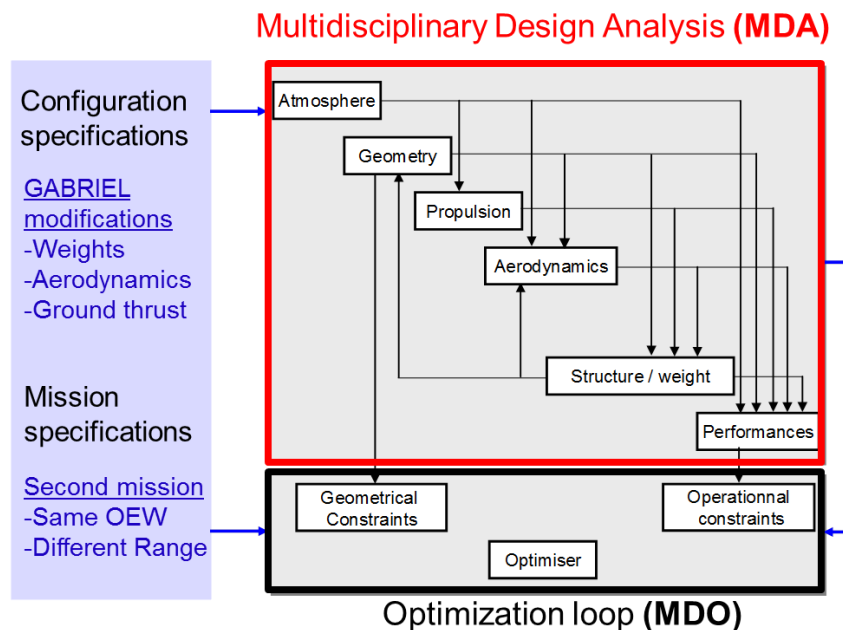 Multidisciplinary Design Analysis (MDA)
Configuration
specifications
GABRIEL
modifications
-Weights
-Aerodynamics
-Ground thrust
Mission
specifications
Second mission
-Same OEW
-Different Range
Atmosphere
Geometry
Propulsion
Aerodynamics
Structure / weight
Performances
Geometrical
Constraints
Operationnal
constraints
Optimiser
Optimization loop (MDO)